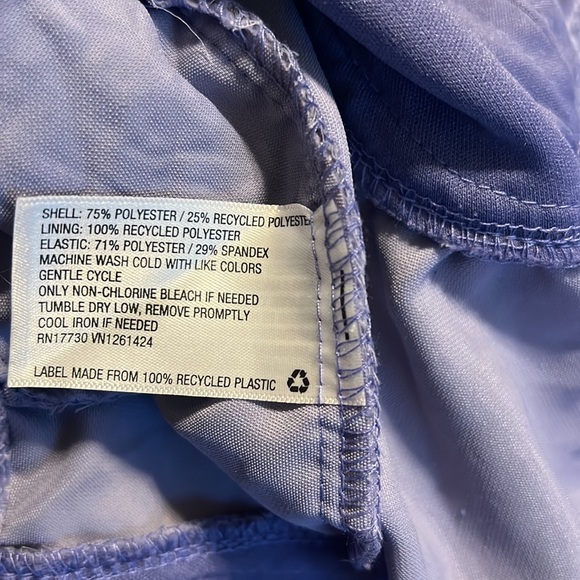 SHELL: 75% POLYESTER / 25% RECYCLED POLYESTE
LINING: 100% RECYCLED POLYESTER
ELASTIC: 71% POLYESTER / 29% SPANDEX
MACHINE WASH COLD WITH LIKE COLORS
GENTLE CYCLE
ONLY NON-CHLORINE BLEACH IF NEEDED
TUMBLE DRY LOW, REMOVE PROMPTLY
COOL IRON IF NEEDED
RN17730 VN1261424
LABEL MADE FROM 100% RECYCLED PLASTIC